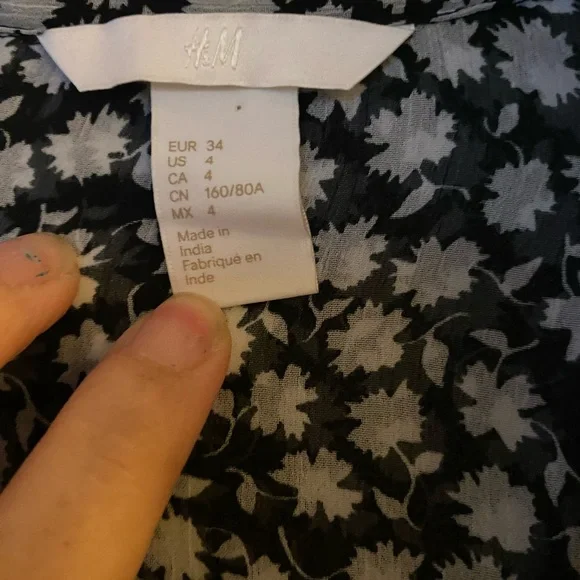 H&M
EUR 34
US 4
CA 4
CN 160/80A
MX 4
Made in
India
Fabriqué en
Inde